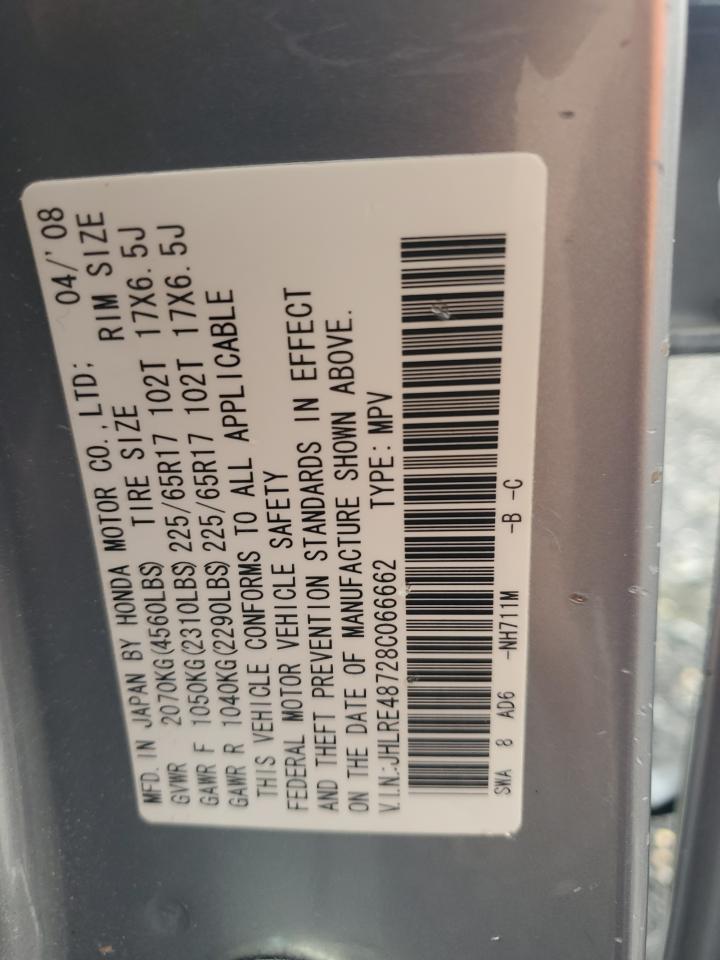 MFD. IN JAPAN BY HONDA MOTOR CO.,LTD; 04/'08
GVWR 2070KG(4560LBS) TIRE SIZE RIM SIZE
GAWR F 1050KG(2310LBS) 225/65R17 102T 17X6.5J
GAWR R 1040KG(2290LBS) 225/65R17 102T 17X6.5J
THIS VEHICLE CONFORMS TO ALL APPLICABLE
FEDERAL MOTOR VEHICLE SAFETY
AND THEFT PREVENTION STANDARDS IN EFFECT
ON THE DATE OF MANUFACTURE SHOWN ABOVE.
V.I.N.:JHLRE48728C066662 TYPE: MPV
SWA 8 AD6 -NH711M -B -C